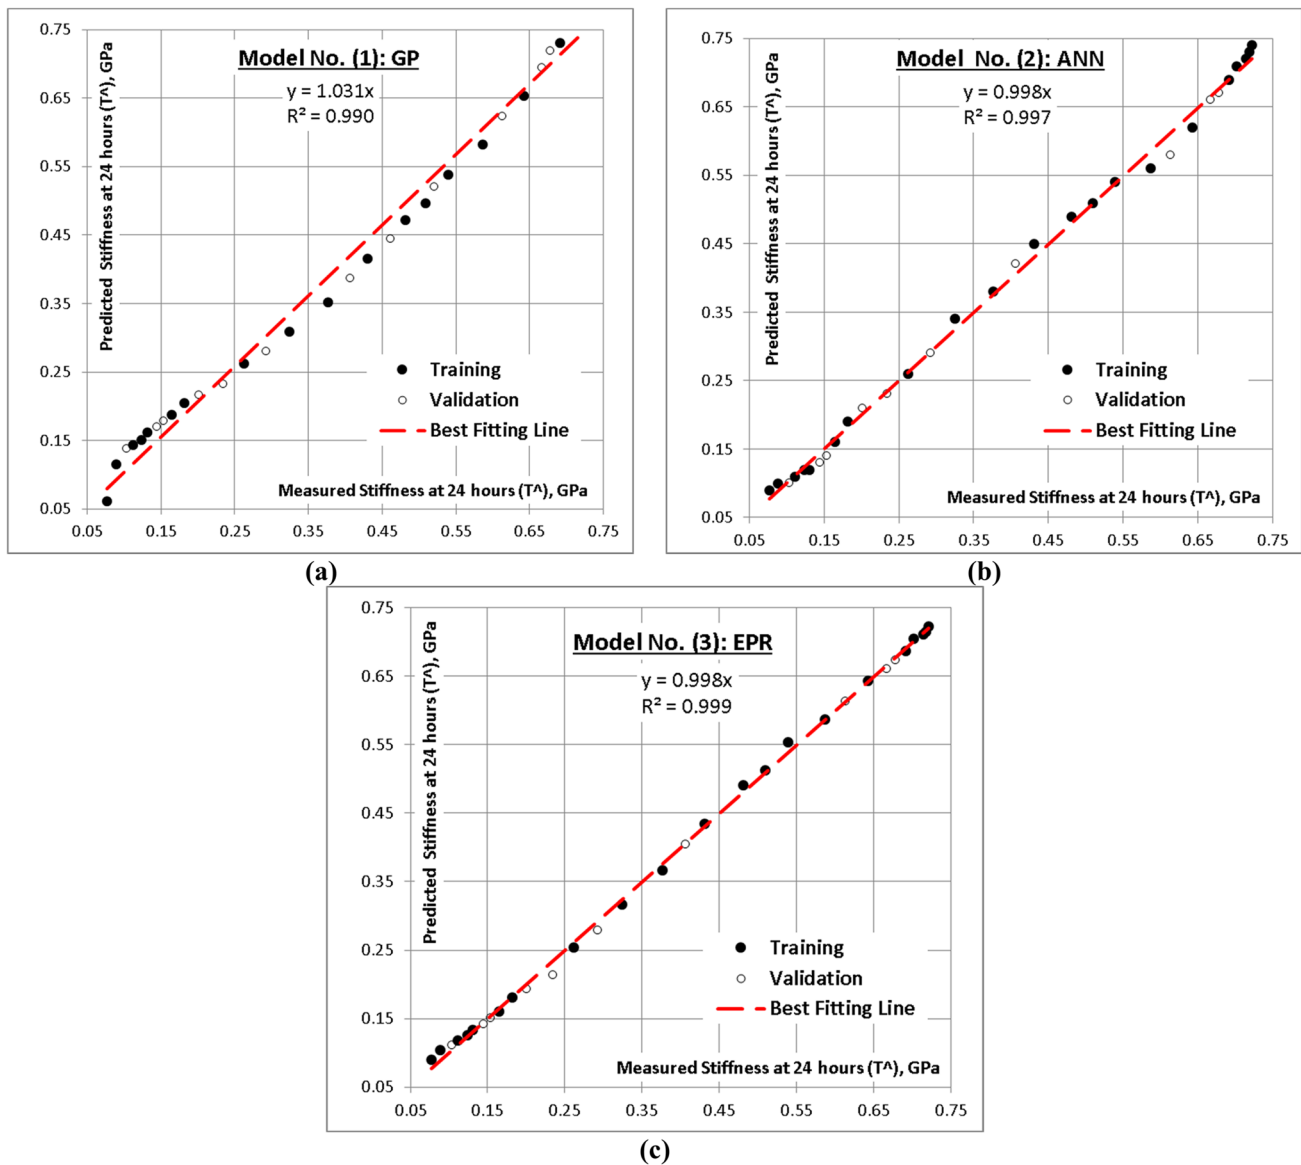 Model No. (1): GP
y = 1.031x
R² = 0.990
Predicted Stiffness at 24 hours (T^), GPa
0.75
0.65
0.55
0.45
0.35
0.25
0.15
0.05
Training
Validation
Best Fitting Line
Measured Stiffness at 24 hours (T^), GPa
0.05 0.15 0.25 0.35 0.45 0.55 0.65 0.75
(a)
Model No. (2): ANN
y = 0.998x
R² = 0.997
Predicted Stiffness at 24 hours (T^), GPa
0.75
0.65
0.55
0.45
0.35
0.25
0.15
0.05
Training
Validation
Best Fitting Line
Measured Stiffness at 24 hours (T^), GPa
0.05 0.15 0.25 0.35 0.45 0.55 0.65 0.75
(b)
Model No. (3): EPR
y = 0.998x
R² = 0.999
Predicted Stiffness at 24 hours (T^), GPa
0.75
0.65
0.55
0.45
0.35
0.25
0.15
0.05
Training
Validation
Best Fitting Line
Measured Stiffness at 24 hours (T^), GPa
0.05 0.15 0.25 0.35 0.45 0.55 0.65 0.75
(c)